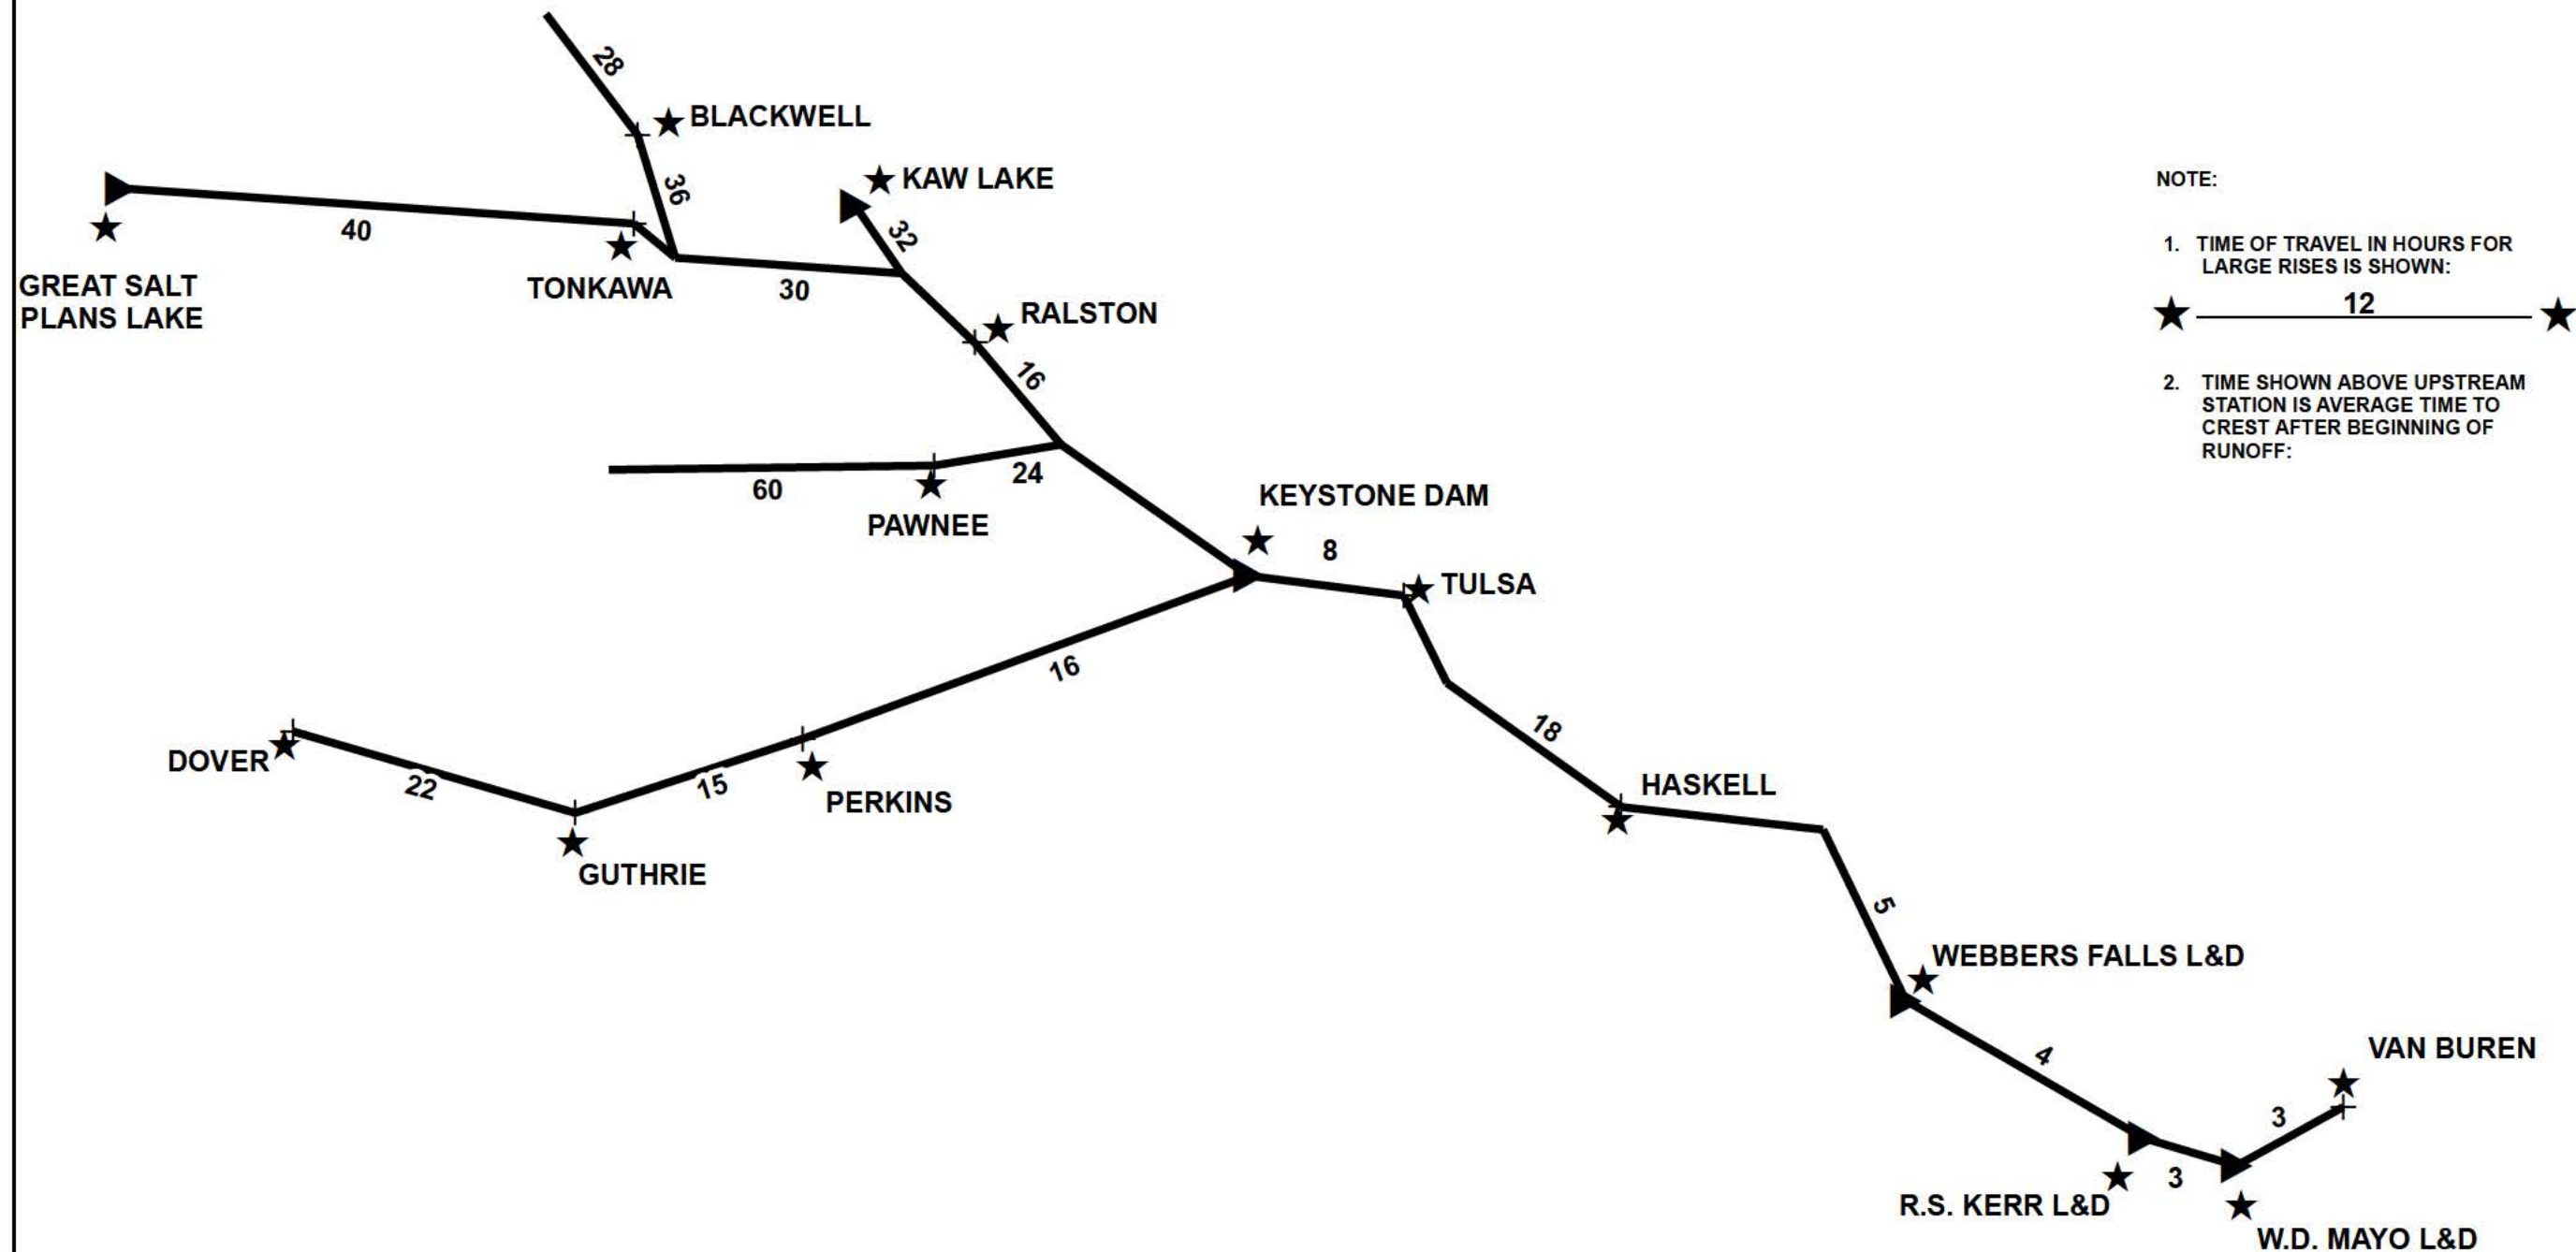 28
BLACKWELL
36
KAW LAKE
32
40
GREAT SALT
PLANS LAKE
TONKAWA
30
RALSTON
16
60
24
PAWNEE
KEYSTONE DAM
8
TULSA
16
DOVER
22
15
PERKINS
GUTHRIE
18
HASKELL
5
WEBBERS FALLS L&D
4
VAN BUREN
3
3
R.S. KERR L&D
W.D. MAYO L&D
NOTE:
1. TIME OF TRAVEL IN HOURS FOR
LARGE RISES IS SHOWN:
12
2. TIME SHOWN ABOVE UPSTREAM
STATION IS AVERAGE TIME TO
CREST AFTER BEGINNING OF
RUNOFF: